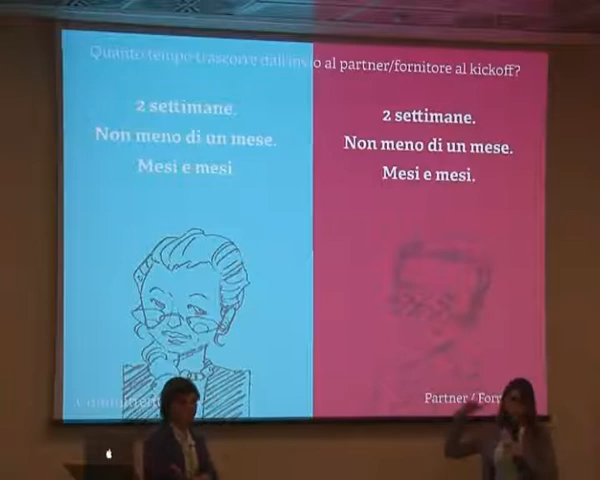 Quanto tempo trascorre dall'invio al partner/fornitore al kickoff?
2 settimane.
Non meno di un mese.
Mesi e mesi
2 settimane.
Non meno di un mese.
Mesi e mesi.
Partner /